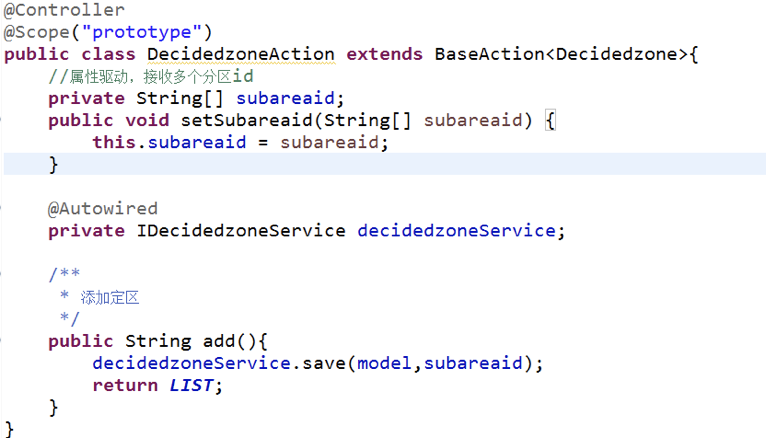 @Controller
@Scope("prototype")
public class DecidedzoneAction extends BaseAction<Decidedzone>{
//属性驱动，接收多个分区id
private String[] subareaid;
public void setSubareaid(String[] subareaid) {
this.subareaid = subareaid;
}
@Autowired
private IDecidedzoneService decidedzoneService;
/**
* 添加定区
*/
public String add(){
decidedzoneService.save(model,subareaid);
return LIST;
}
}